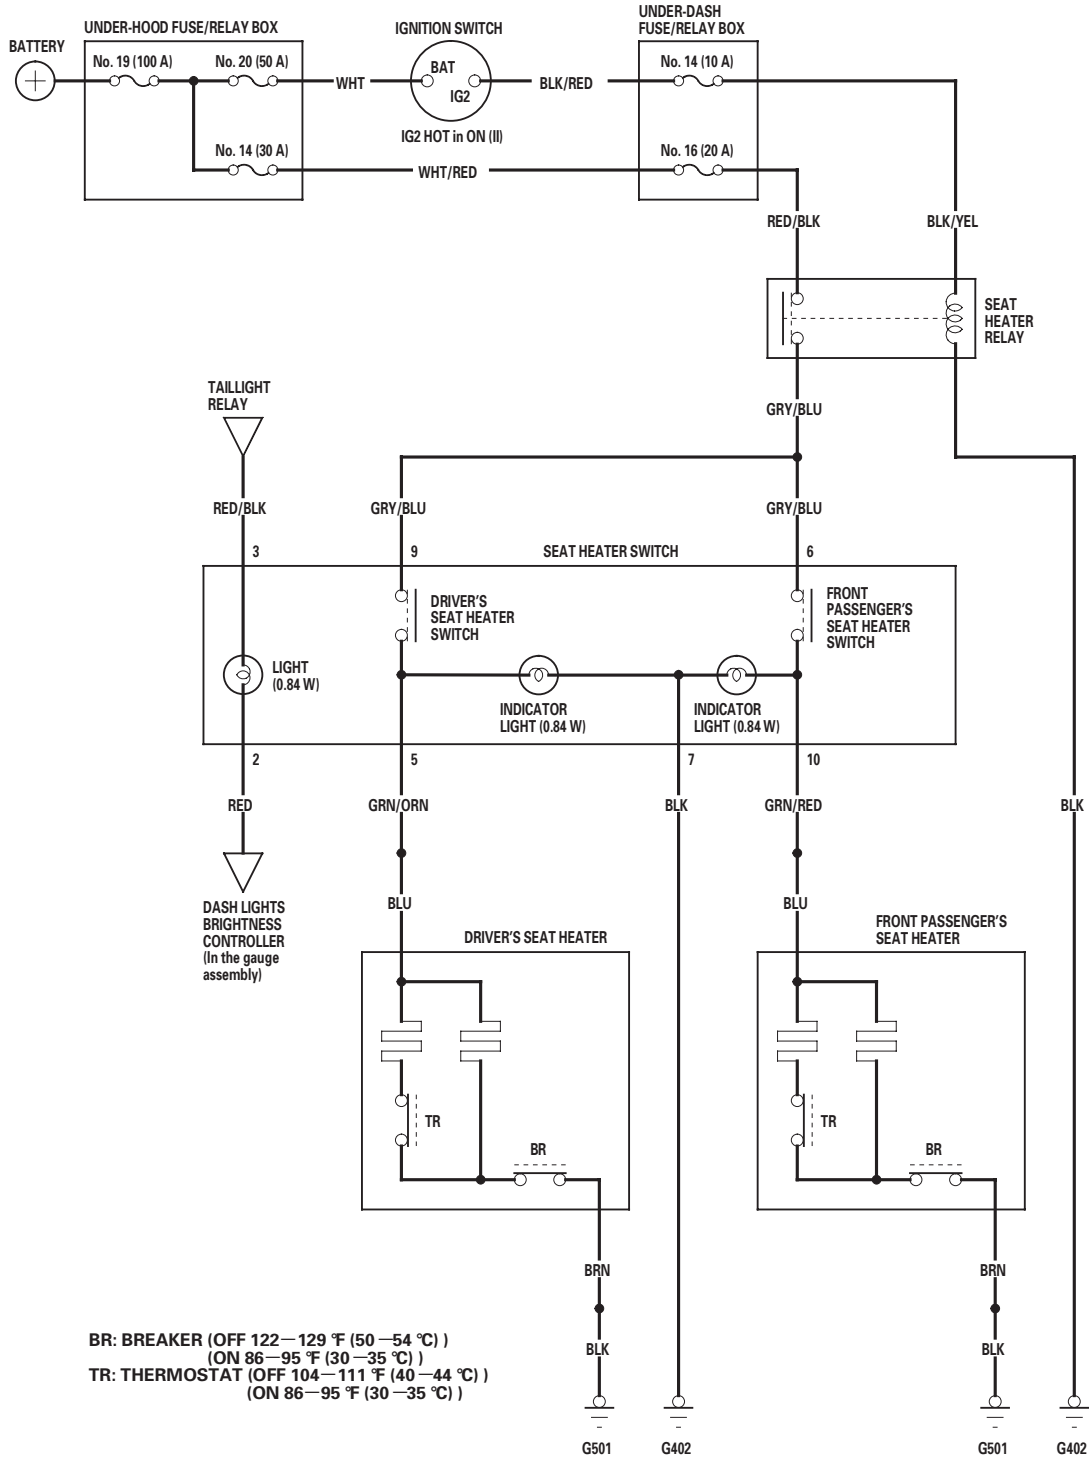 UNDER-HOOD FUSE/RELAY BOX
IGNITION SWITCH
UNDER-DASH
FUSE/RELAY BOX
BATTERY
No. 19 (100 A)
No. 20 (50 A)
BAT
No. 14 (10 A)
WHT
BLK/RED
IG2
IG2 HOT in ON (II)
No. 14 (30 A)
No. 16 (20 A)
WHT/RED
RED/BLK
BLK/YEL
SEAT
HEATER
RELAY
TAILLIGHT
RELAY
GRY/BLU
RED/BLK
GRY/BLU
GRY/BLU
3
9
SEAT HEATER SWITCH
6
DRIVER'S
SEAT HEATER
SWITCH
FRONT
PASSENGER'S
SEAT HEATER
SWITCH
LIGHT
(0.84 W)
INDICATOR
LIGHT (0.84 W)
INDICATOR
LIGHT (0.84 W)
2
5
7
10
RED
GRN/ORN
BLK
GRN/RED
BLK
BLU
BLU
DASH LIGHTS
BRIGHTNESS
CONTROLLER
(In the gauge
assembly)
DRIVER'S SEAT HEATER
FRONT PASSENGER'S
SEAT HEATER
TR
TR
BR
BR
BRN
BRN
BR: BREAKER (OFF 122—129 °F (50 —54 °C) )
(ON 86—95 °F (30 —35 °C) )
TR: THERMOSTAT (OFF 104—111 °F (40 —44 °C) )
(ON 86—95 °F (30 —35 °C) )
BLK
BLK
G501
G402
G501
G402